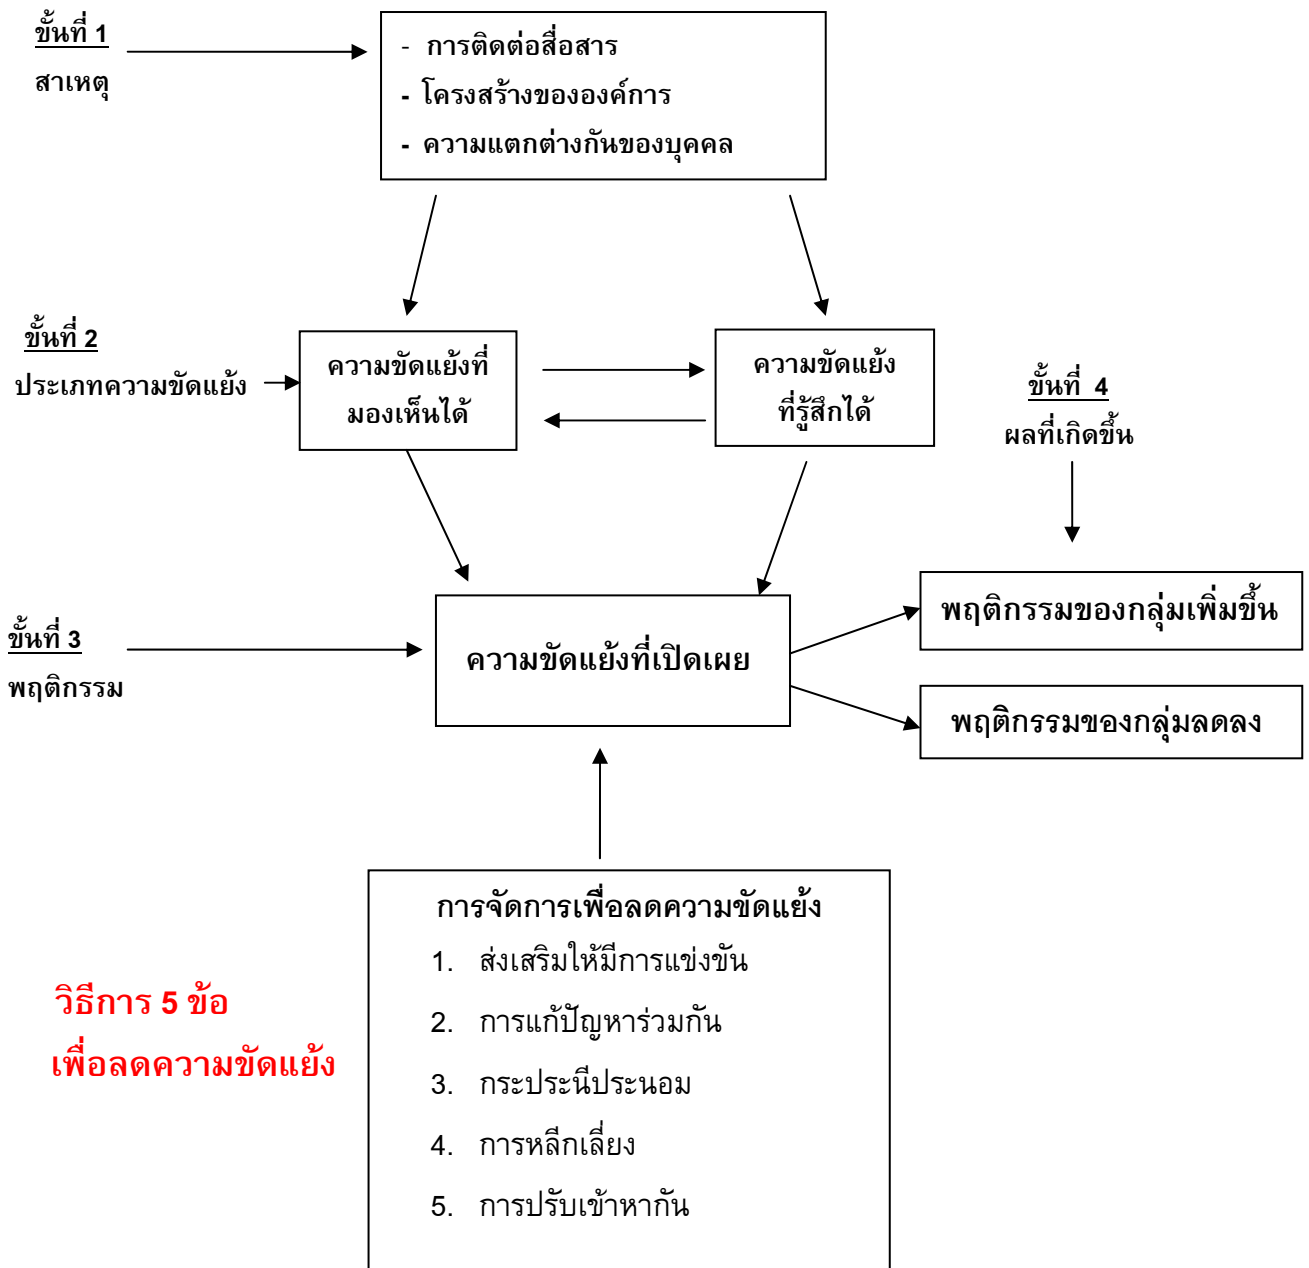 ขั้นที่ 1
สาเหตุ
- การติดต่อสื่อสาร
- โครงสร้างขององค์การ
- ความแตกต่างกันของบุคคล
ขั้นที่ 2
ประเภทความขัดแย้ง
ความขัดแย้งที่
มองเห็นได้
ความขัดแย้ง
ที่รู้สึกได้
ขั้นที่ 4
ผลที่เกิดขึ้น
ขั้นที่ 3
พฤติกรรม
ความขัดแย้งที่เปิดเผย
พฤติกรรมของกลุ่มเพิ่มขึ้น
พฤติกรรมของกลุ่มลดลง
วิธีการ 5 ข้อ
เพื่อลดความขัดแย้ง
การจัดการเพื่อลดความขัดแย้ง
1. ส่งเสริมให้มีการแข่งขัน
2. การแก้ปัญหาร่วมกัน
3. กระประนีประนอม
4. การหลีกเลี่ยง
5. การปรับเข้าหากัน